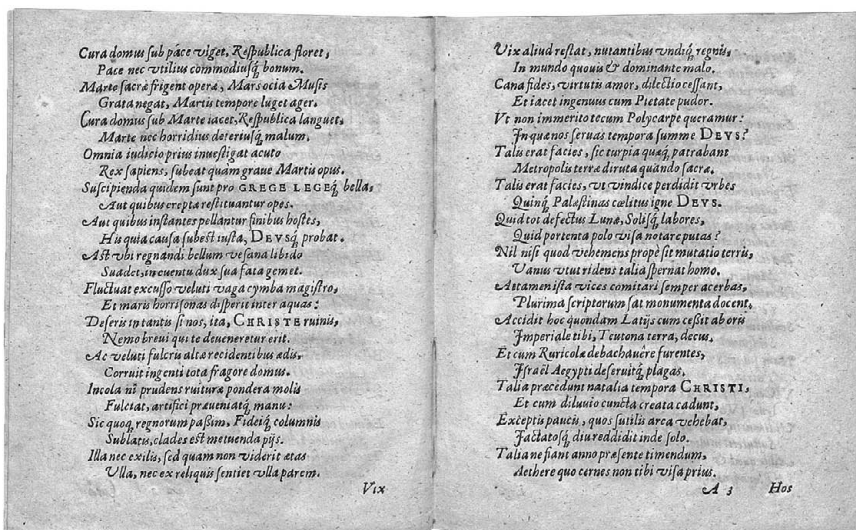 Cura domus sub pace viget, Respublica floret,
Pace nec vtilius commodiusq́ bonum.
Marte sacræ frigent operæ, Mars ocia Musis
Grata negat, Martis tempore luget ager.
Cura domus sub Marte iacet, Respublica languet,
Marte nec horridius deteriusq́ malum.
Omnia iudicio prius inuestigat acuto
Rex sapiens, subeat quam graue Martis opus.
Suscipienda quidem sunt pro GREGE LEGEq́ bella,
Aut quibus erepta restituantur opes.
Aut quibus instantes pellantur finibus hostes,
His quia causa subest iusta, DEVSq́ probat.
Ast vbi regnandi bellum vesana libido
Suadet, in euentu dux sua fata gemet.
Fluctuat excusso veluti vaga cymba magistro,
Et maris horrisonas disperit inter aquas:
Deseris in tantis si nos, ita, CHRISTE ruinis,
Nemo breui qui te deueneretur erit.
Ac veluti fulcris altæ recidentibus ædis,
Corruit ingenti tota fragore domus.
Incola ni prudens ruituræ pondera molis
Fulciat, artifici præueniatq́ manu:
Sic quoq́ regnorum paßim, Fideiq́ columnis
Sublatis, clades est metuenda pijs.
Illa nec exilis, sed quam non viderit ætas
Vlla, nec ex reliquis sentiet vlla parem.
Vix
Vix aliud restat, nutantibus vndiq́ regnis,
In mundo quouis & dominante malo.
Cana fides, virtutis amor, dilectio cessant,
Et iacet ingenuus cum Pietate pudor.
Vt non immerito tecum Polycarpe queramur:
In quæ nos seruas tempora summe DEVS?
Talis erat facies, sic turpia quæq́ patrabant
Metropolis terræ diruta quando sacræ.
Talis erat facies, vt vindice perdidit vrbes
Quinq́ Palæstinas cœlitus igne DEVS.
Quid tot defectus Lunæ, Solisq́ labores,
Quid portenta polo visa notare putas?
Nil nisi quod vehemens propè sit mutatio terris,
Vanus vtut ridens talia spernat homo.
Attamen ista vices comitari semper acerbas,
Plurima scriptorum sat monumenta docent.
Accidit hoc quondam Latijs cum ceßit ab oris
Imperiale tibi, Teutona terra, decus,
Et cum Ruricolæ debachauêre furentes,
Israêl Aegypti deseruitq́ plagas.
Talia præcedunt natalia tempora CHRISTI,
Et cum diluuio cuncta creata cadunt,
Exceptis paucis, quos sutilis arca vehebat,
Jactatosq́ diu reddidit inde solo.
Talia ne fiant anno præsente timendum,
Aethere quo cernes non tibi visa prius.
A 3 Hos